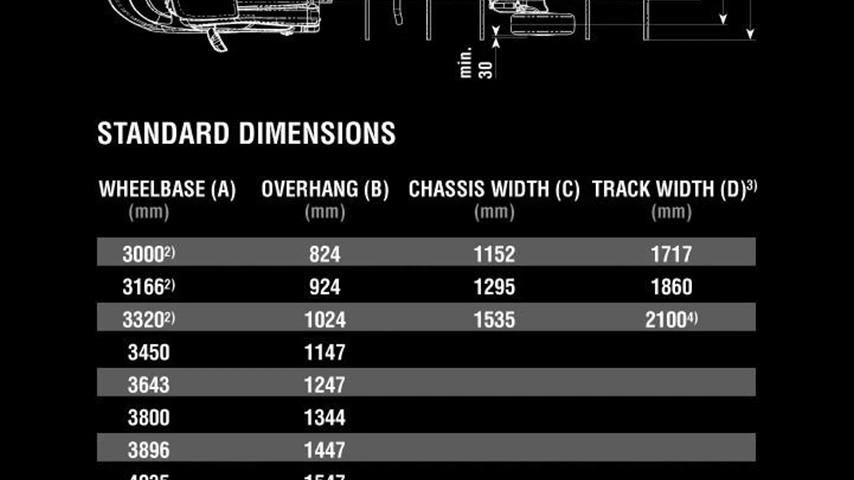 min.
30
STANDARD DIMENSIONS
WHEELBASE (A) OVERHANG (B) CHASSIS WIDTH (C) TRACK WIDTH (D)3)
(mm) (mm) (mm) (mm)
30002) 824 1152 1717
31662) 924 1295 1860
33202) 1024 1535 21004)
3450 1147
3643 1247
3800 1344
3896 1447